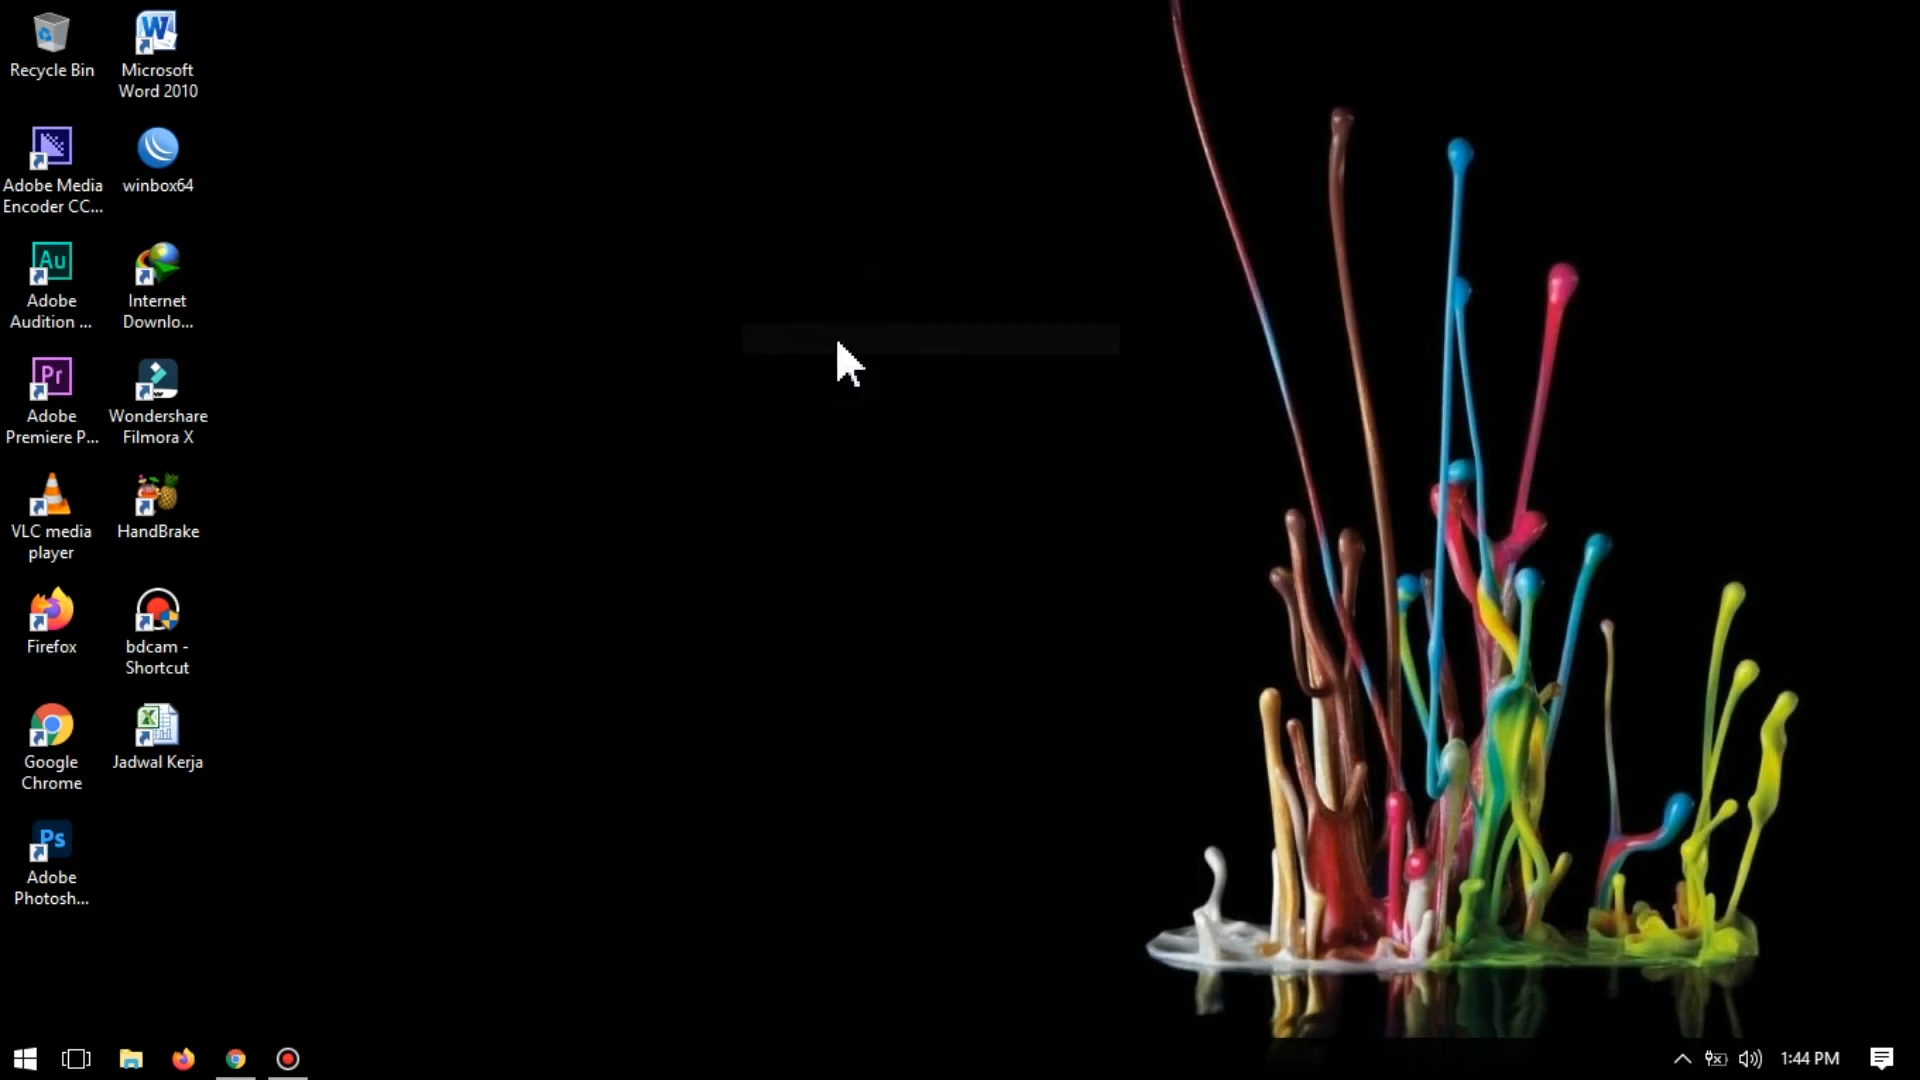 Recycle Bin
Microsoft
Word 2010
Adobe Media
Encoder CC...
winbox64
Au
Adobe
Audition ...
Internet
Downlo...
Pr
Adobe
Premiere P...
Wondershare
Filmora X
VLC media
player
HandBrake
Firefox
bdcam -
Shortcut
Google
Chrome
Jadwal Kerja
Ps
Adobe
Photosh...
1:44 PM